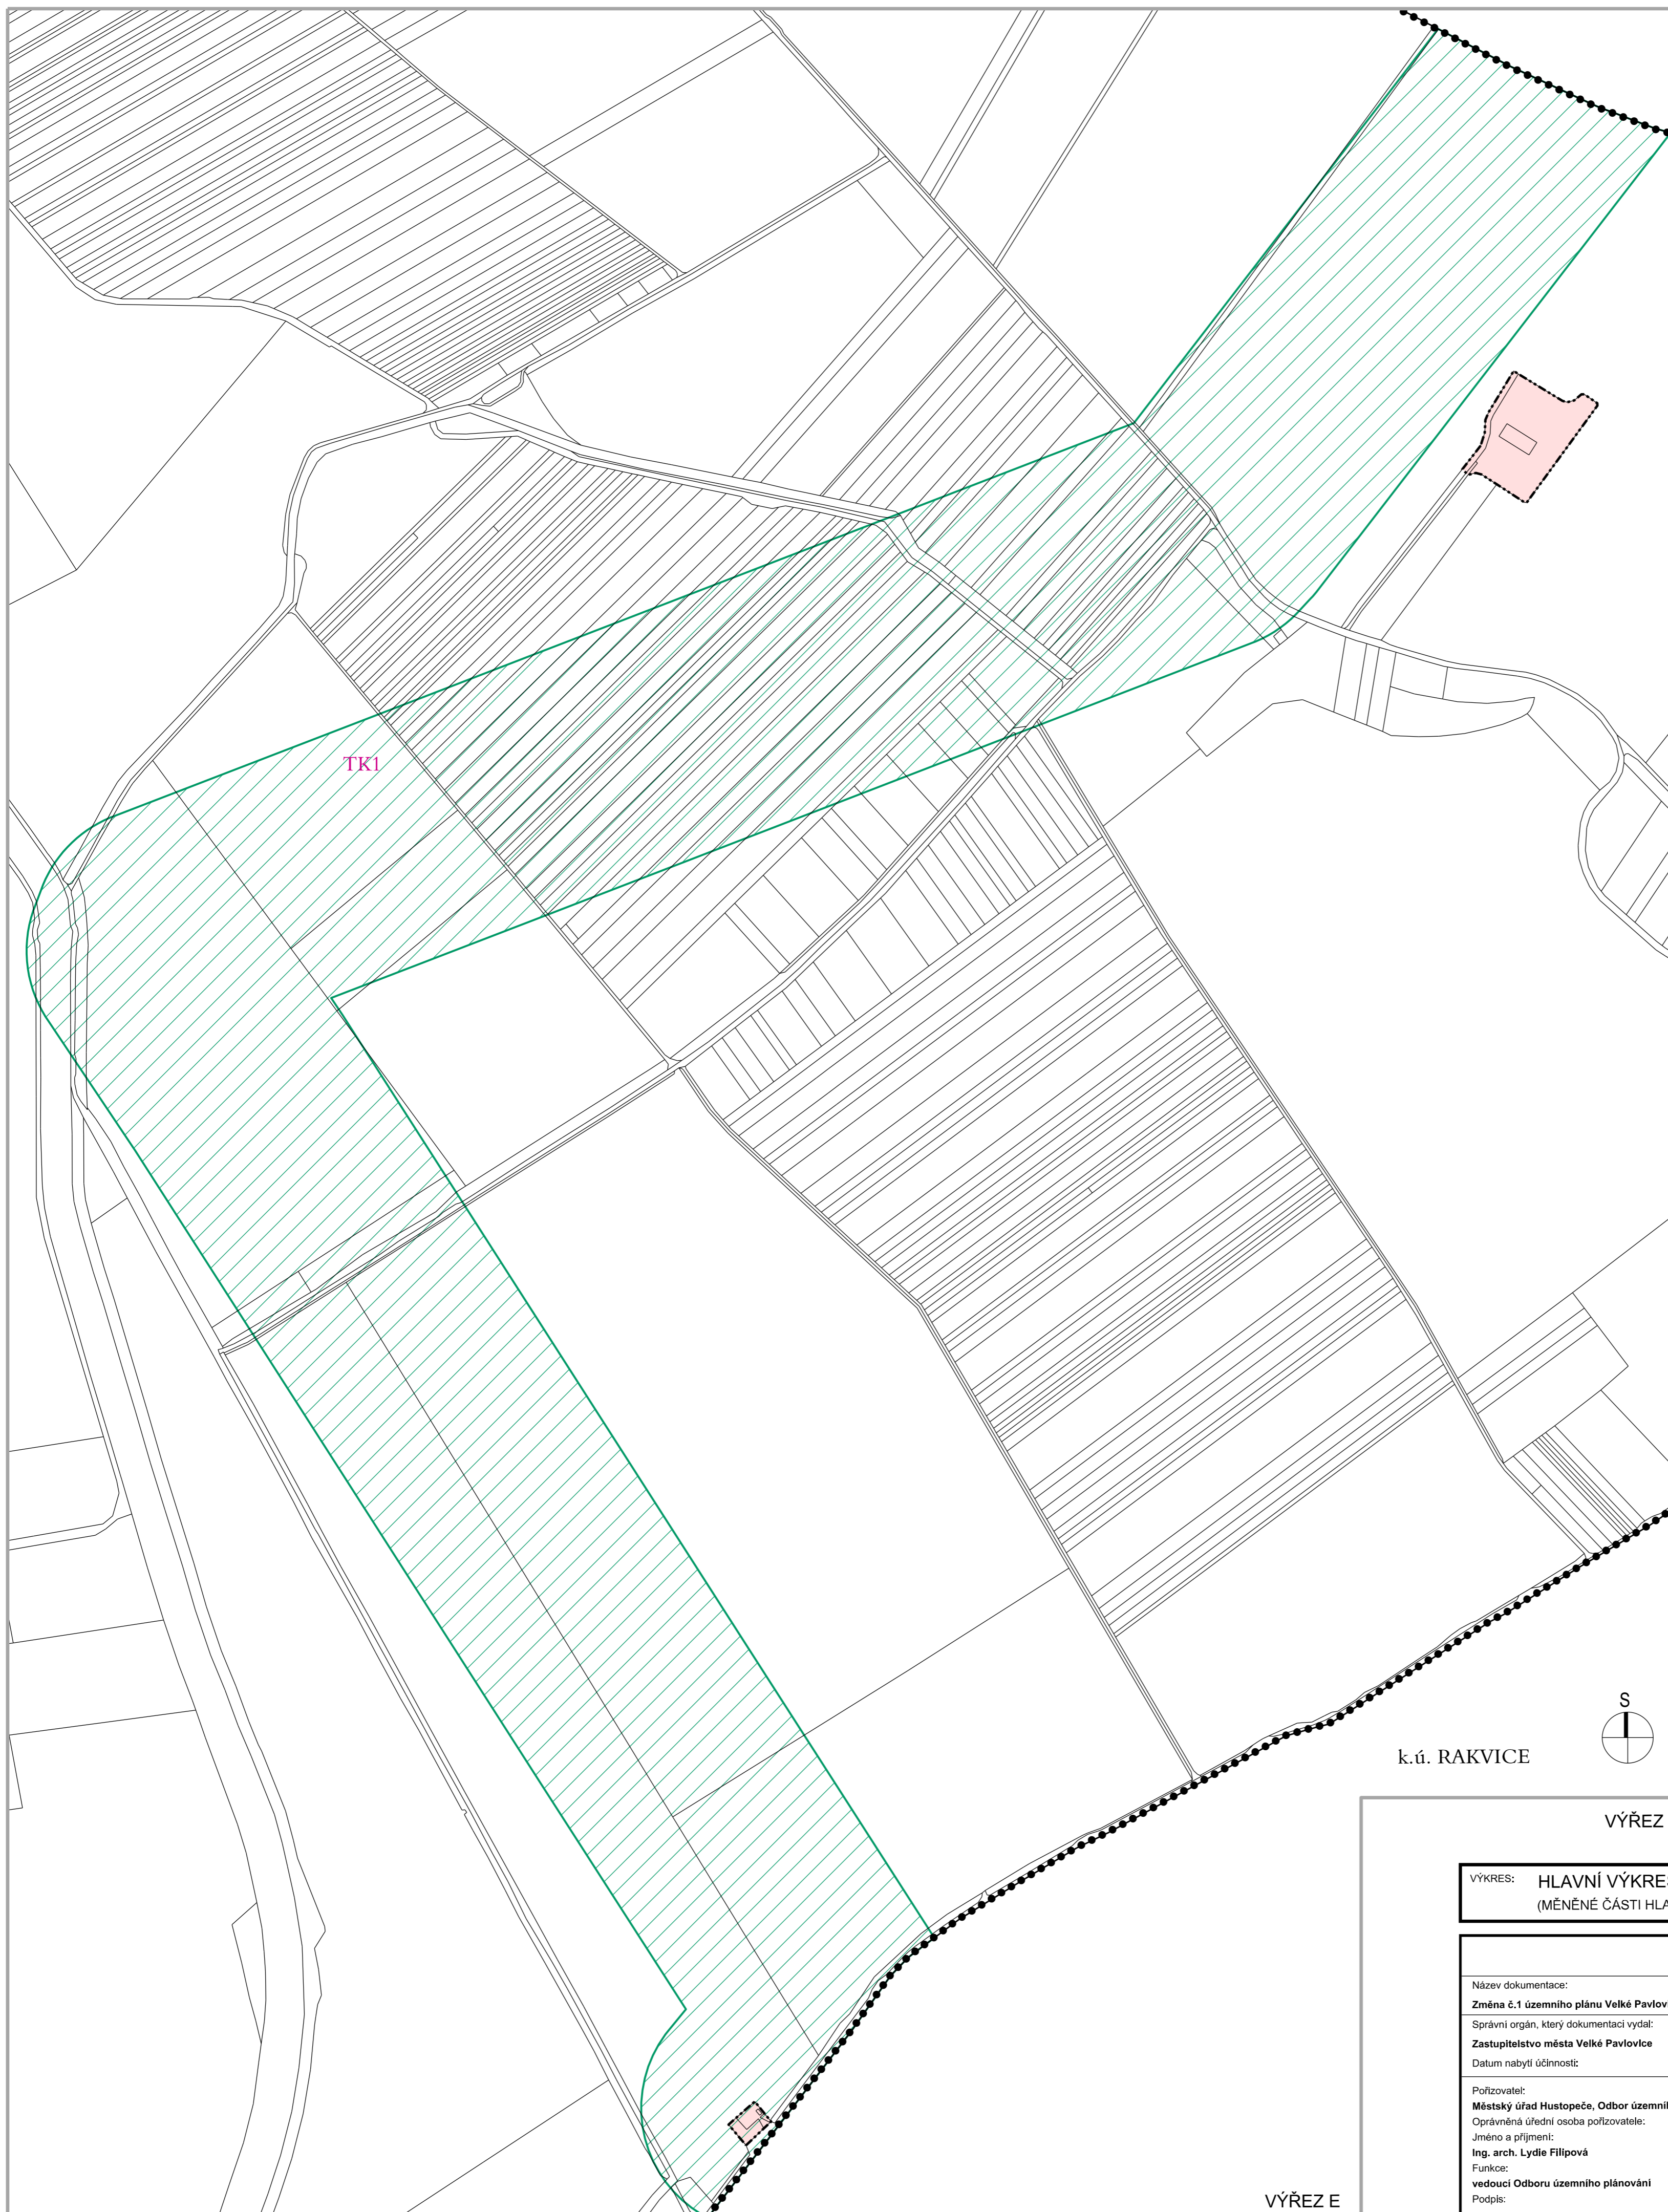 TK1
S
k.ú. RAKVICE
VÝŘEZ
VÝKRES: HLAVNÍ VÝKRES
(MĚNĚNÉ ČÁSTI HLA
Název dokumentace:
Změna č.1 územního plánu Velké Pavlov
Správní orgán, který dokumentaci vydal:
Zastupitelstvo města Velké Pavlovice
Datum nabytí účinnosti:
Pořizovatel:
Městský úřad Hustopeče, Odbor územní
Oprávněná úřední osoba pořizovatele:
Jméno a příjmení:
Ing. arch. Lydie Filipová
Funkce:
vedoucí Odboru územního plánování
Podpis:
VÝŘEZ E